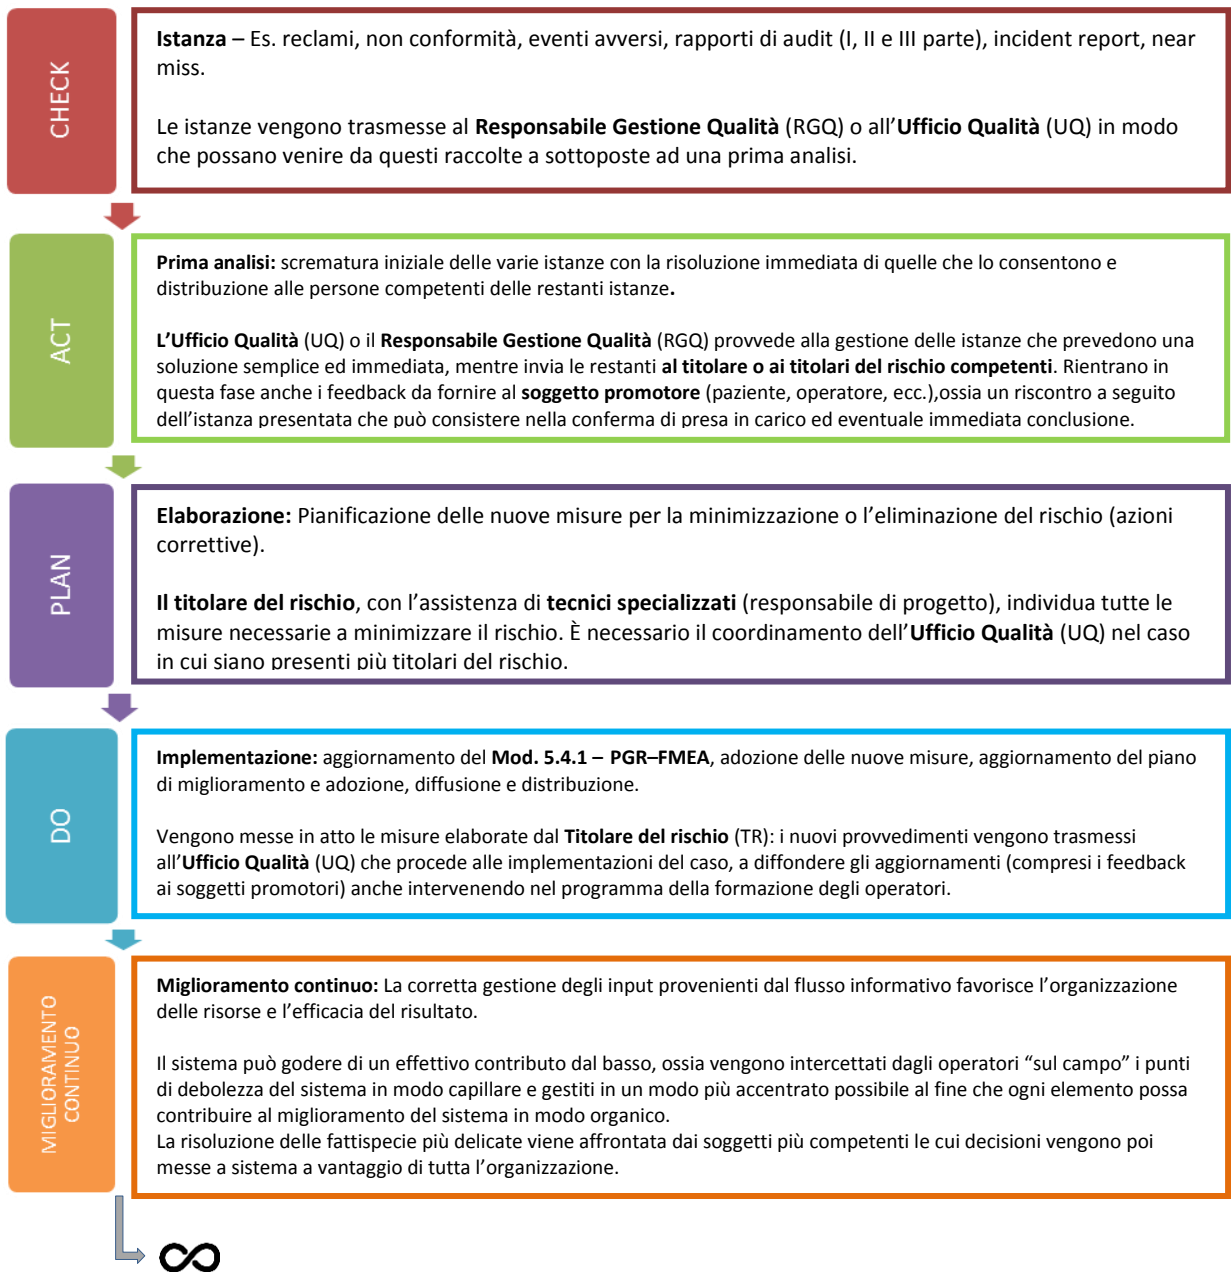 CHECK
Istanza – Es. reclami, non conformità, eventi avversi, rapporti di audit (I, II e III parte), incident report, near
miss.
Le istanze vengono trasmesse al Responsabile Gestione Qualità (RGQ) o all’Ufficio Qualità (UQ) in modo
che possano venire da questi raccolte a sottoposte ad una prima analisi.
ACT
Prima analisi: scrematura iniziale delle varie istanze con la risoluzione immediata di quelle che lo consentono e
distribuzione alle persone competenti delle restanti istanze.
L’Ufficio Qualità (UQ) o il Responsabile Gestione Qualità (RGQ) provvede alla gestione delle istanze che prevedono una
soluzione semplice ed immediata, mentre invia le restanti al titolare o ai titolari del rischio competenti. Rientrano in
questa fase anche i feedback da fornire al soggetto promotore (paziente, operatore, ecc.),ossia un riscontro a seguito
dell’istanza presentata che può consistere nella conferma di presa in carico ed eventuale immediata conclusione.
PLAN
Elaborazione: Pianificazione delle nuove misure per la minimizzazione o l’eliminazione del rischio (azioni
correttive).
Il titolare del rischio, con l’assistenza di tecnici specializzati (responsabile di progetto), individua tutte le
misure necessarie a minimizzare il rischio. È necessario il coordinamento dell’Ufficio Qualità (UQ) nel caso
in cui siano presenti più titolari del rischio.
DO
Implementazione: aggiornamento del Mod. 5.4.1 – PGR–FMEA, adozione delle nuove misure, aggiornamento del piano
di miglioramento e adozione, diffusione e distribuzione.
Vengono messe in atto le misure elaborate dal Titolare del rischio (TR): i nuovi provvedimenti vengono trasmessi
all’Ufficio Qualità (UQ) che procede alle implementazioni del caso, a diffondere gli aggiornamenti (compresi i feedback
ai soggetti promotori) anche intervenendo nel programma della formazione degli operatori.
MIGLIORAMENTO
CONTINUO
Miglioramento continuo: La corretta gestione degli input provenienti dal flusso informativo favorisce l’organizzazione
delle risorse e l’efficacia del risultato.
Il sistema può godere di un effettivo contributo dal basso, ossia vengono intercettati dagli operatori “sul campo” i punti
di debolezza del sistema in modo capillare e gestiti in un modo più accentrato possibile al fine che ogni elemento possa
contribuire al miglioramento del sistema in modo organico.
La risoluzione delle fattispecie più delicate viene affrontata dai soggetti più competenti le cui decisioni vengono poi
messe a sistema a vantaggio di tutta l’organizzazione.
∞